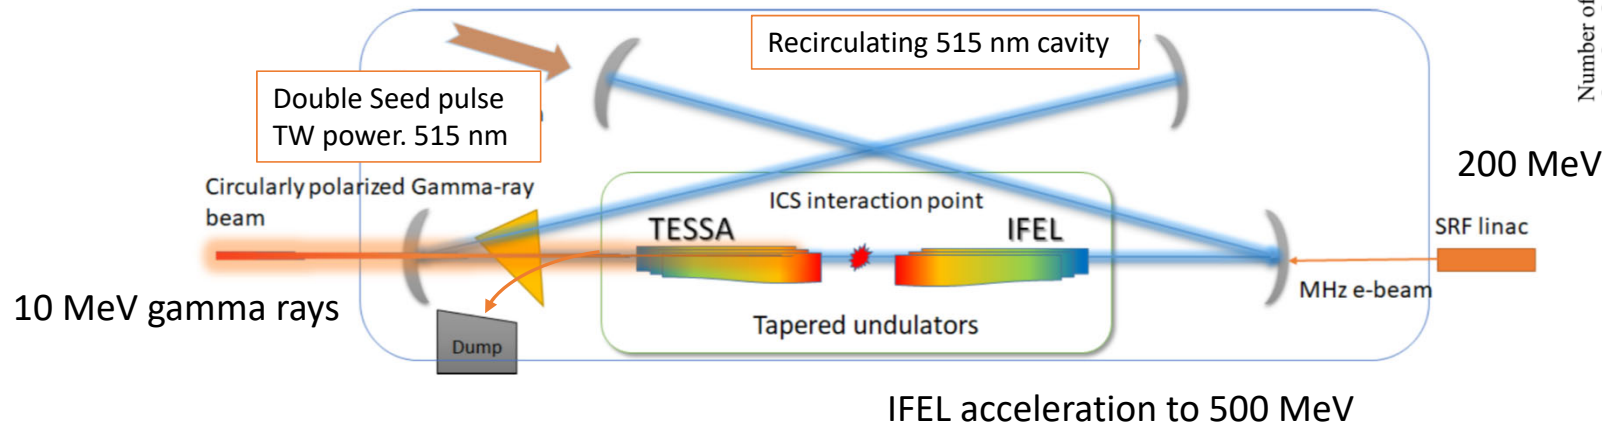 Number of
Recirculating 515 nm cavity
Double Seed pulse
TW power. 515 nm
200 MeV
Circularly polarized Gamma-ray
beam
ICS interaction point
TESSA
IFEL
SRF linac
MHz e-beam
10 MeV gamma rays
Tapered undulators
Dump
IFEL acceleration to 500 MeV